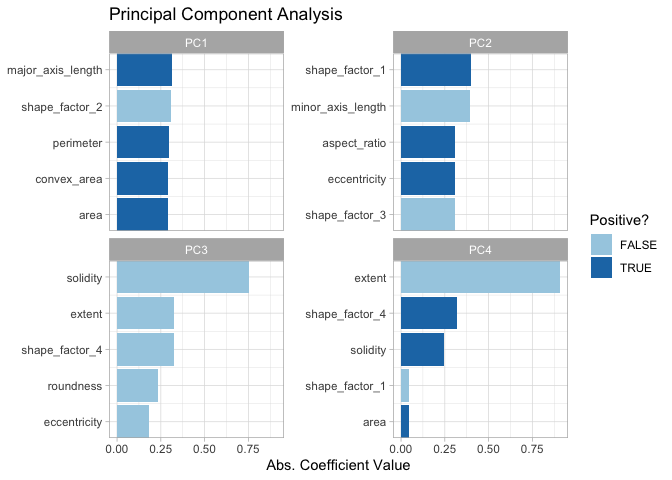 Principal Component Analysis
PC1
major_axis_length
shape_factor_2
perimeter
convex_area
area
PC2
shape_factor_1
minor_axis_length
aspect_ratio
eccentricity
shape_factor_3
PC3
solidity
extent
shape_factor_4
roundness
eccentricity
0.00 0.25 0.50 0.75
PC4
extent
shape_factor_4
solidity
shape_factor_1
area
0.00 0.25 0.50 0.75
Abs. Coefficient Value
Positive?
FALSE
TRUE